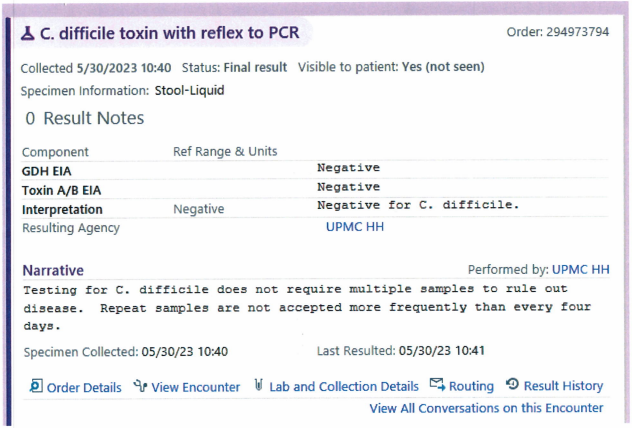 C. difficile toxin with reflex to PCR Order: 294973794
Collected 5/30/2023 10:40 Status: Final result Visible to patient: Yes (not seen)
Specimen Information: Stool-Liquid
0 Result Notes
Component Ref Range & Units
GDH EIA Negative
Toxin A/B EIA Negative
Interpretation Negative Negative for C. difficile.
Resulting Agency UPMC HH
Narrative Performed by: UPMC HH
Testing for C. difficile does not require multiple samples to rule out
disease. Repeat samples are not accepted more frequently than every four
days.
Specimen Collected: 05/30/23 10:40 Last Resulted: 05/30/23 10:41
Order Details View Encounter Lab and Collection Details Routing Result History
View All Conversations on this Encounter